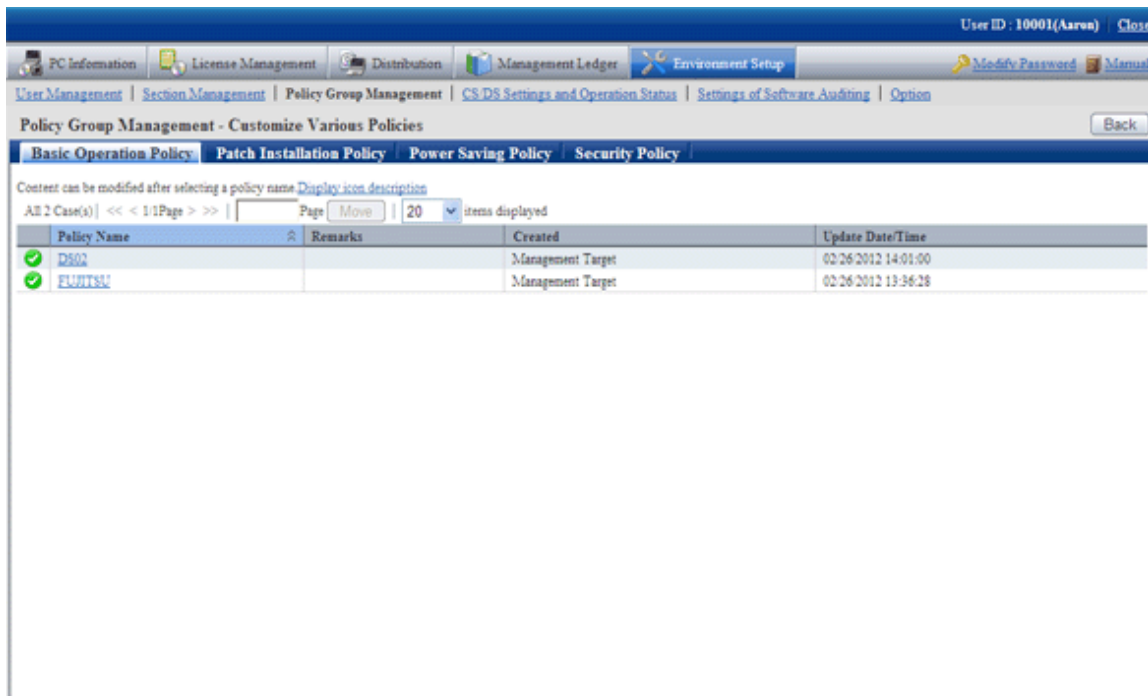 User ID : 10001(Aaron) Close
PC Information License Management Distribution Management Ledger Environment Setup Modify Password Manual
User Management | Section Management | Policy Group Management | CS/DS Settings and Operation Status | Settings of Software Auditing | Option
Policy Group Management - Customize Various Policies Back
Basic Operation Policy Patch Installation Policy Power Saving Policy Security Policy
Content can be modified after selecting a policy name.Display icon description
All 2 Case(s) | << < 1/1Page > >> | Page Move | 20 items displayed
Policy Name Remarks Created Update Date/Time
DS02 Management Target 02/26/2012 14:01:00
FUJITSU Management Target 02/26/2012 13:36:28